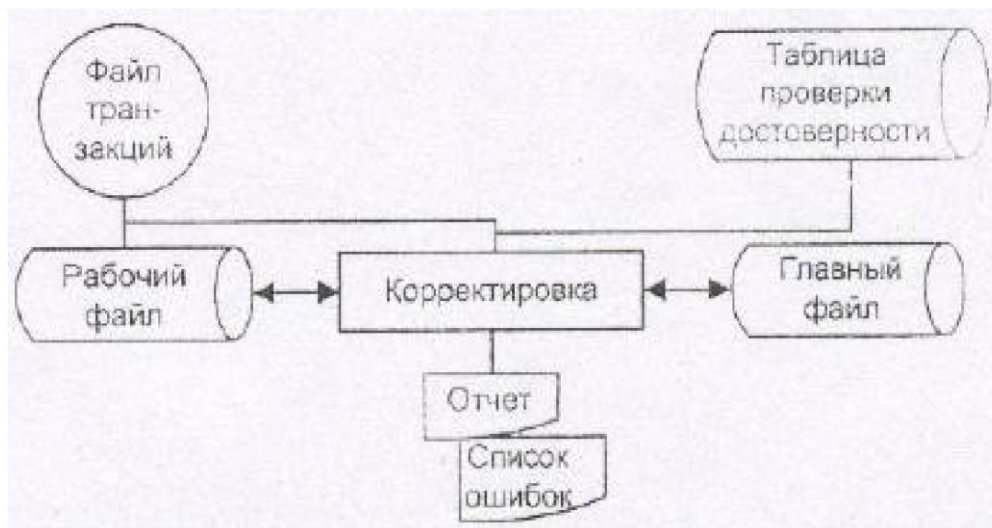 Файл
тран-
закций
Таблица
проверки
достоверности
Рабочий
файл
Корректировка
Главный
файл
Отчет
Список
ошибок